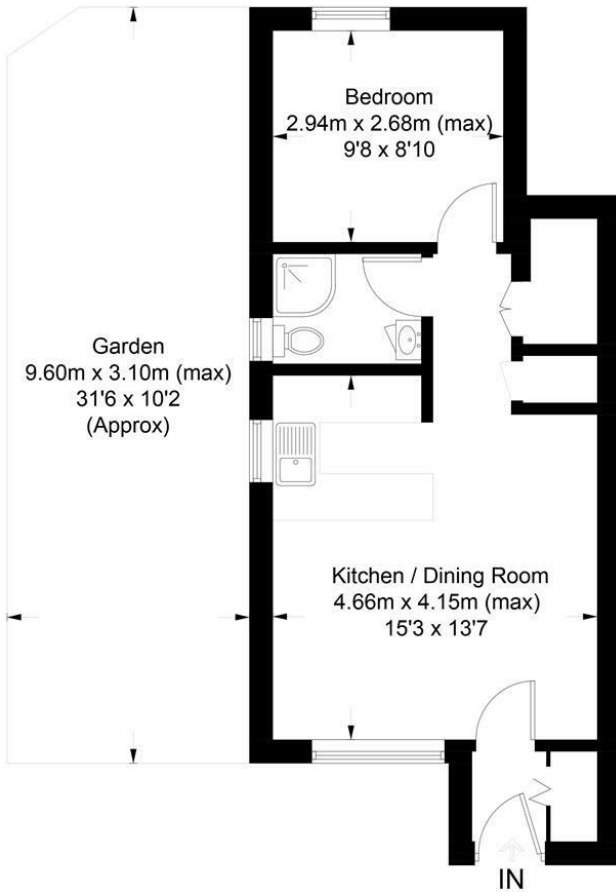 Bedroom
2.94m x 2.68m (max)
9'8 x 8'10
Garden
9.60m x 3.10m (max)
31'6 x 10'2
(Approx)
Kitchen / Dining Room
4.66m x 4.15m (max)
15'3 x 13'7
IN